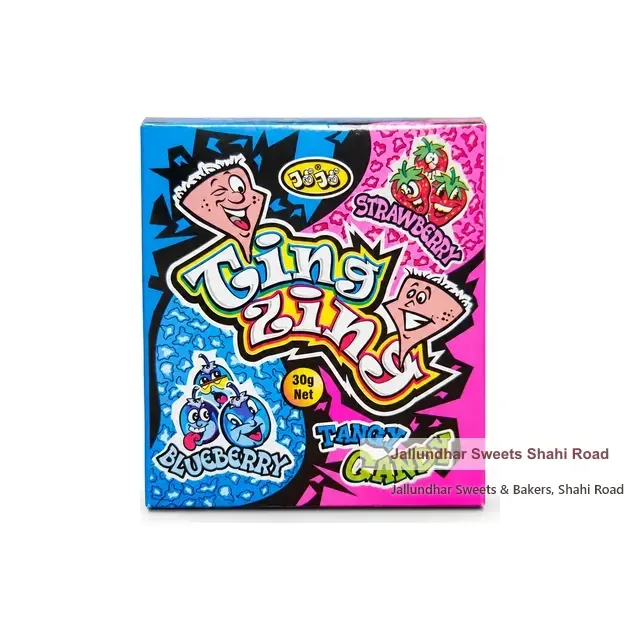 JoJo
STRAWBERRY
Ting
Zing
30g
Net
TANGY
CANDY
BLUEBERRY
Jallundhar Sweets Shahi Road
Jallundhar Sweets & Bakers, Shahi Road